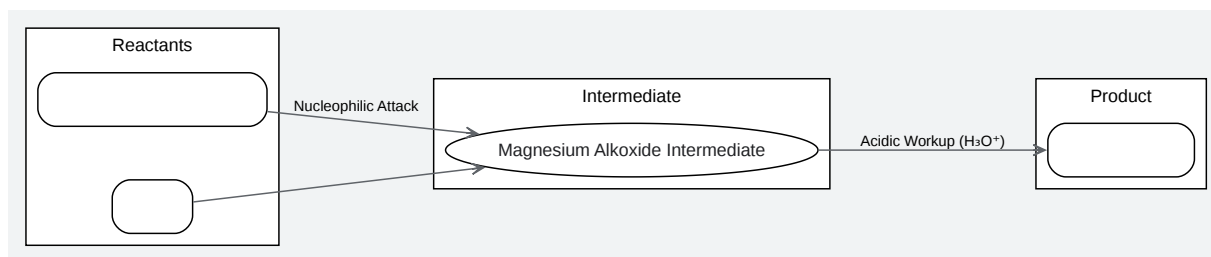 Reactants
Nucleophilic Attack
Intermediate
Magnesium Alkoxide Intermediate
Acidic Workup (H₃O⁺)
Product